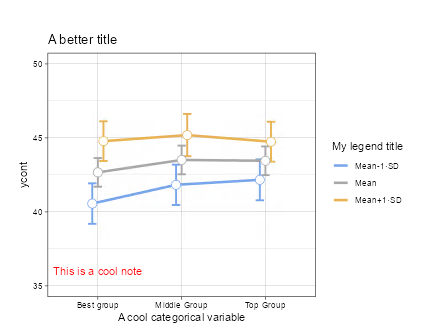 A better title
50
45
40
35
ycont
This is a cool note
Best group
Middle Group
Top Group
A cool categorical variable
My legend title
Mean-1·SD
Mean
Mean+1·SD